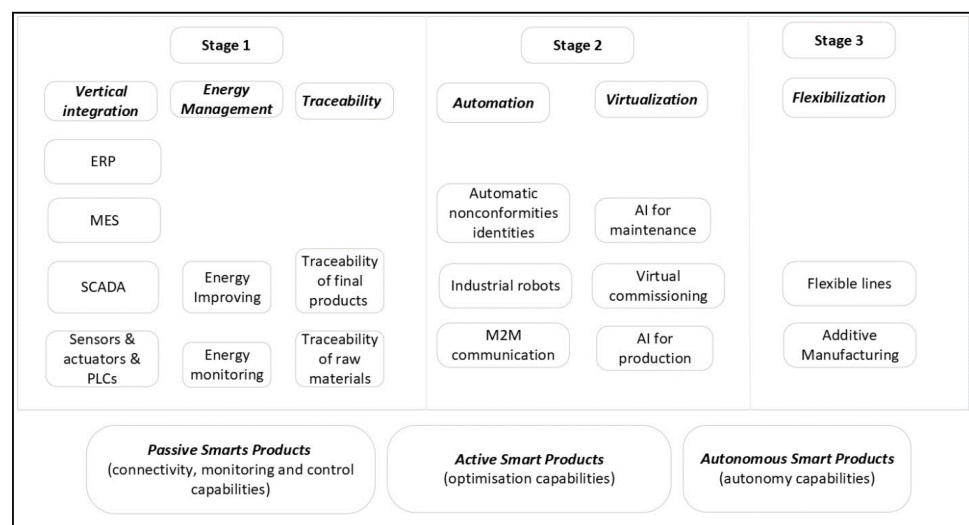 Stage 1
Stage 2
Stage 3
Vertical
integration
Energy
Management
Traceability
Automation
Virtualization
Flexibilization
ERP
MES
Automatic
nonconformities
identities
AI for
maintenance
SCADA
Energy
Improving
Traceability
of final
products
Industrial robots
Virtual
commissioning
Flexible lines
Sensors &
actuators &
PLCs
Energy
monitoring
Traceability
of raw
materials
M2M
communication
AI for
production
Additive
Manufacturing
Passive Smarts Products
(connectivity, monitoring and control
capabilities)
Active Smart Products
(optimisation capabilities)
Autonomous Smart Products
(autonomy capabilities)